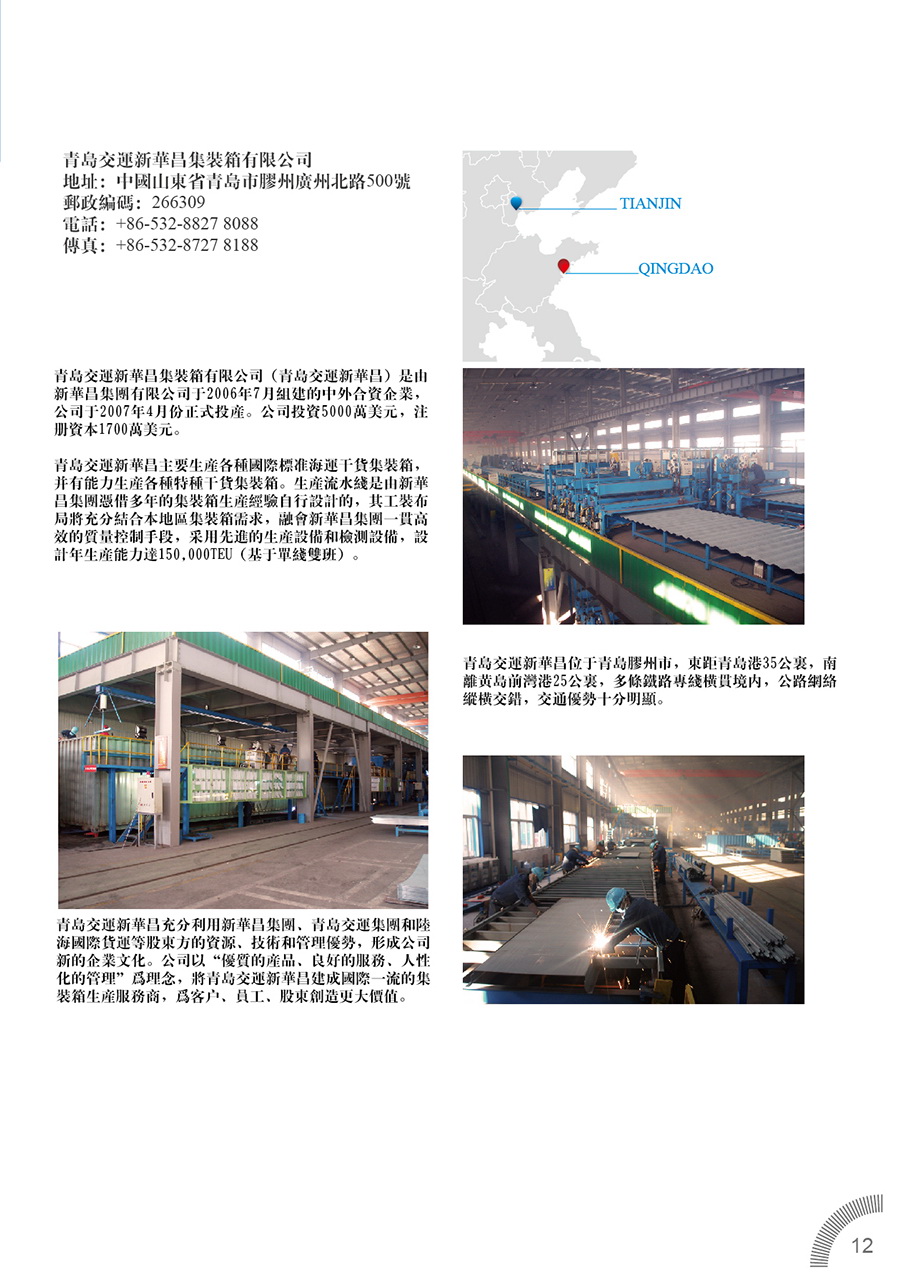 青島交運新華昌集裝箱有限公司
地址：中國山東省青島市膠州廣州北路500號
郵政編碼：266309
電話：+86-532-8827 8088
傳真：+86-532-8727 8188
TIANJIN
QINGDAO
青島交運新華昌集裝箱有限公司（青島交運新華昌）是由
新華昌集團有限公司于2006年7月組建的中外合資企業，
公司于2007年4月份正式投産。公司投資5000萬美元，注
册資本1700萬美元。
青島交運新華昌主要生産各種國際標准海運干貨集裝箱，
并有能力生産各種特種干貨集裝箱。生産流水綫是由新華
昌集團憑借多年的集裝箱生産經驗自行設計的，其工裝布
局將充分結合本地區集裝箱需求，融會新華昌集團一貫高
效的質量控制手段，采用先進的生産設備和檢測設備，設
計年生産能力達150,000TEU（基于單綫雙班）。
青島交運新華昌位于青島膠州市，東距青島港35公裏，南
離黄島前灣港25公裏，多條鐵路專綫横貫境内，公路網絡
縱横交錯，交通優勢十分明顯。
青島交運新華昌充分利用新華昌集團、青島交運集團和陸
海國際貨運等股東方的資源、技術和管理優勢，形成公司
新的企業文化。公司以“優質的産品、良好的服務、人性
化的管理”爲理念，將青島交運新華昌建成國際一流的集
裝箱生産服務商，爲客户、員工、股東創造更大價值。
12